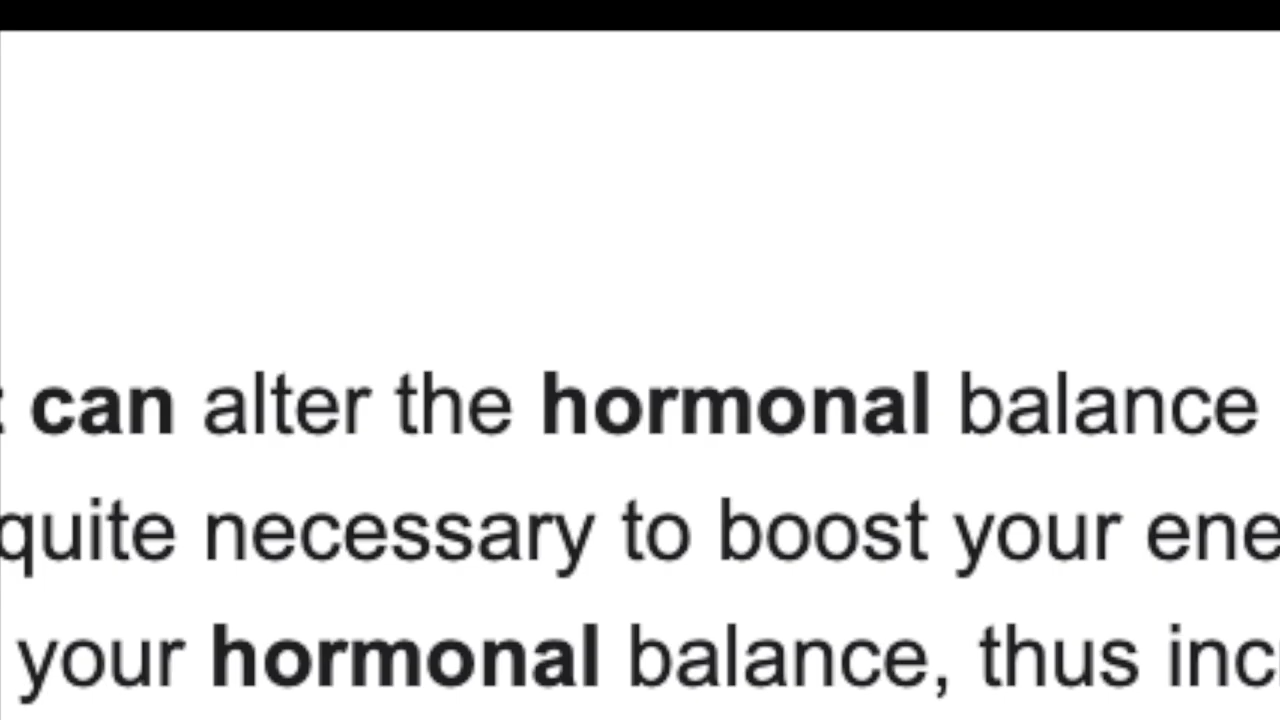 can alter the hormonal balance
quite necessary to boost your ene
your hormonal balance, thus inc